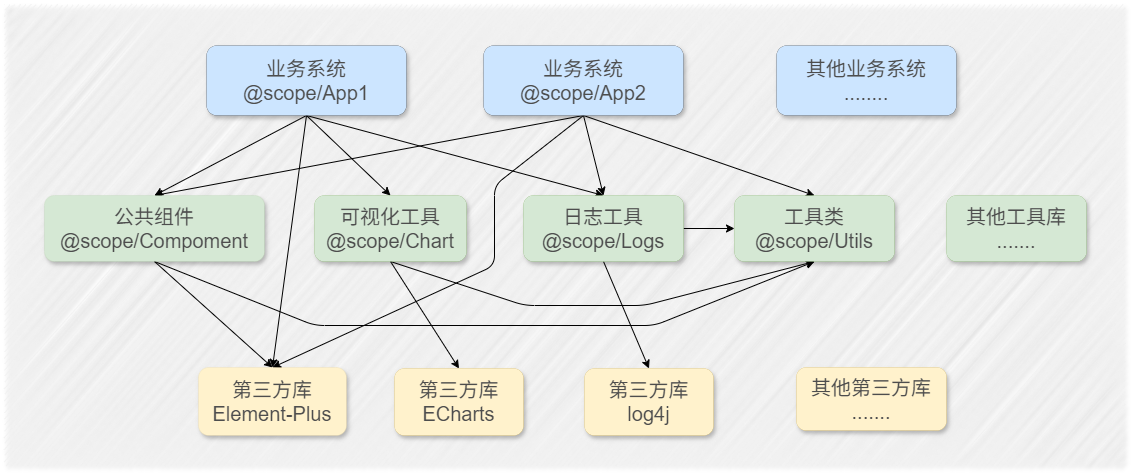 业务系统
@scope/App1
业务系统
@scope/App2
其他业务系统
........
公共组件
@scope/Compoment
可视化工具
@scope/Chart
日志工具
@scope/Logs
工具类
@scope/Utils
其他工具库
.......
第三方库
Element-Plus
第三方库
ECharts
第三方库
log4j
其他第三方库
.......